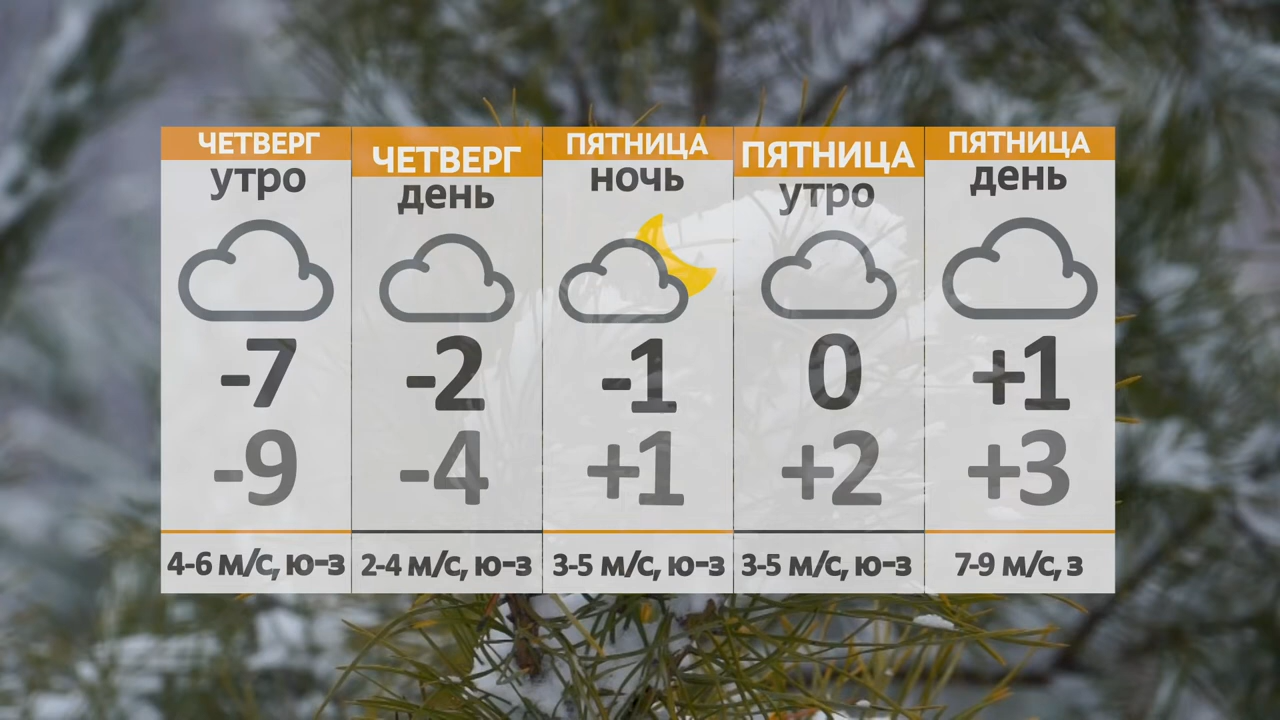 ЧЕТВЕРГ
утро
-7
-9
4-6 м/с, ю-з
ЧЕТВЕРГ
день
-2
-4
2-4 м/с, ю-з
ПЯТНИЦА
ночь
-1
+1
3-5 м/с, ю-з
ПЯТНИЦА
утро
0
+2
3-5 м/с, ю-з
ПЯТНИЦА
день
+1
+3
7-9 м/с, з